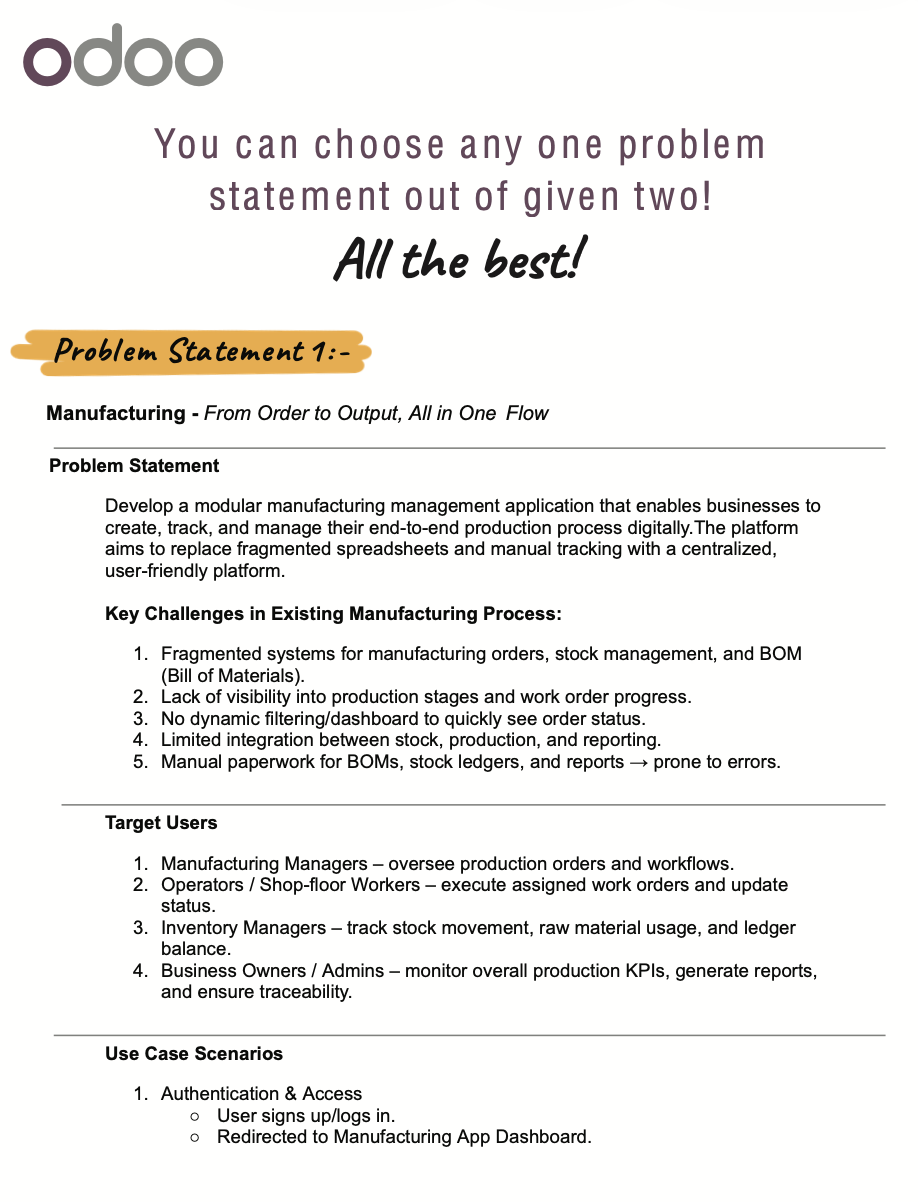 odoo
You can choose any one problem
statement out of given two!
All the best!
Problem Statement 1:-
Manufacturing - From Order to Output, All in One Flow
Problem Statement
Develop a modular manufacturing management application that enables businesses to
create, track, and manage their end-to-end production process digitally.The platform
aims to replace fragmented spreadsheets and manual tracking with a centralized,
user-friendly platform.
Key Challenges in Existing Manufacturing Process:
1. Fragmented systems for manufacturing orders, stock management, and BOM
(Bill of Materials).
2. Lack of visibility into production stages and work order progress.
3. No dynamic filtering/dashboard to quickly see order status.
4. Limited integration between stock, production, and reporting.
5. Manual paperwork for BOMs, stock ledgers, and reports → prone to errors.
Target Users
1. Manufacturing Managers – oversee production orders and workflows.
2. Operators / Shop-floor Workers – execute assigned work orders and update
status.
3. Inventory Managers – track stock movement, raw material usage, and ledger
balance.
4. Business Owners / Admins – monitor overall production KPIs, generate reports,
and ensure traceability.
Use Case Scenarios
1. Authentication & Access
○ User signs up/logs in.
○ Redirected to Manufacturing App Dashboard.